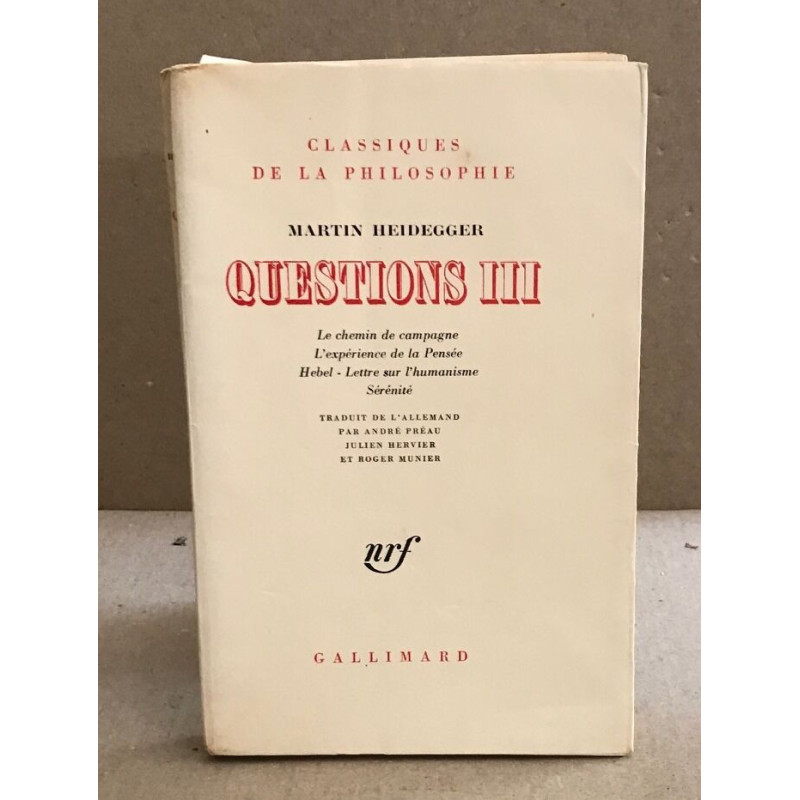 CLASSIQUES
DE LA PHILOSOPHIE
MARTIN HEIDEGGER
QUESTIONS III
Le chemin de campagne
L'expérience de la Pensée
Hebel - Lettre sur l'humanisme
Sérénité
TRADUIT DE L'ALLEMAND
PAR ANDRÉ PRÉAU
JULIEN HERVIER
ET ROGER MUNIER
nrf
GALLIMARD